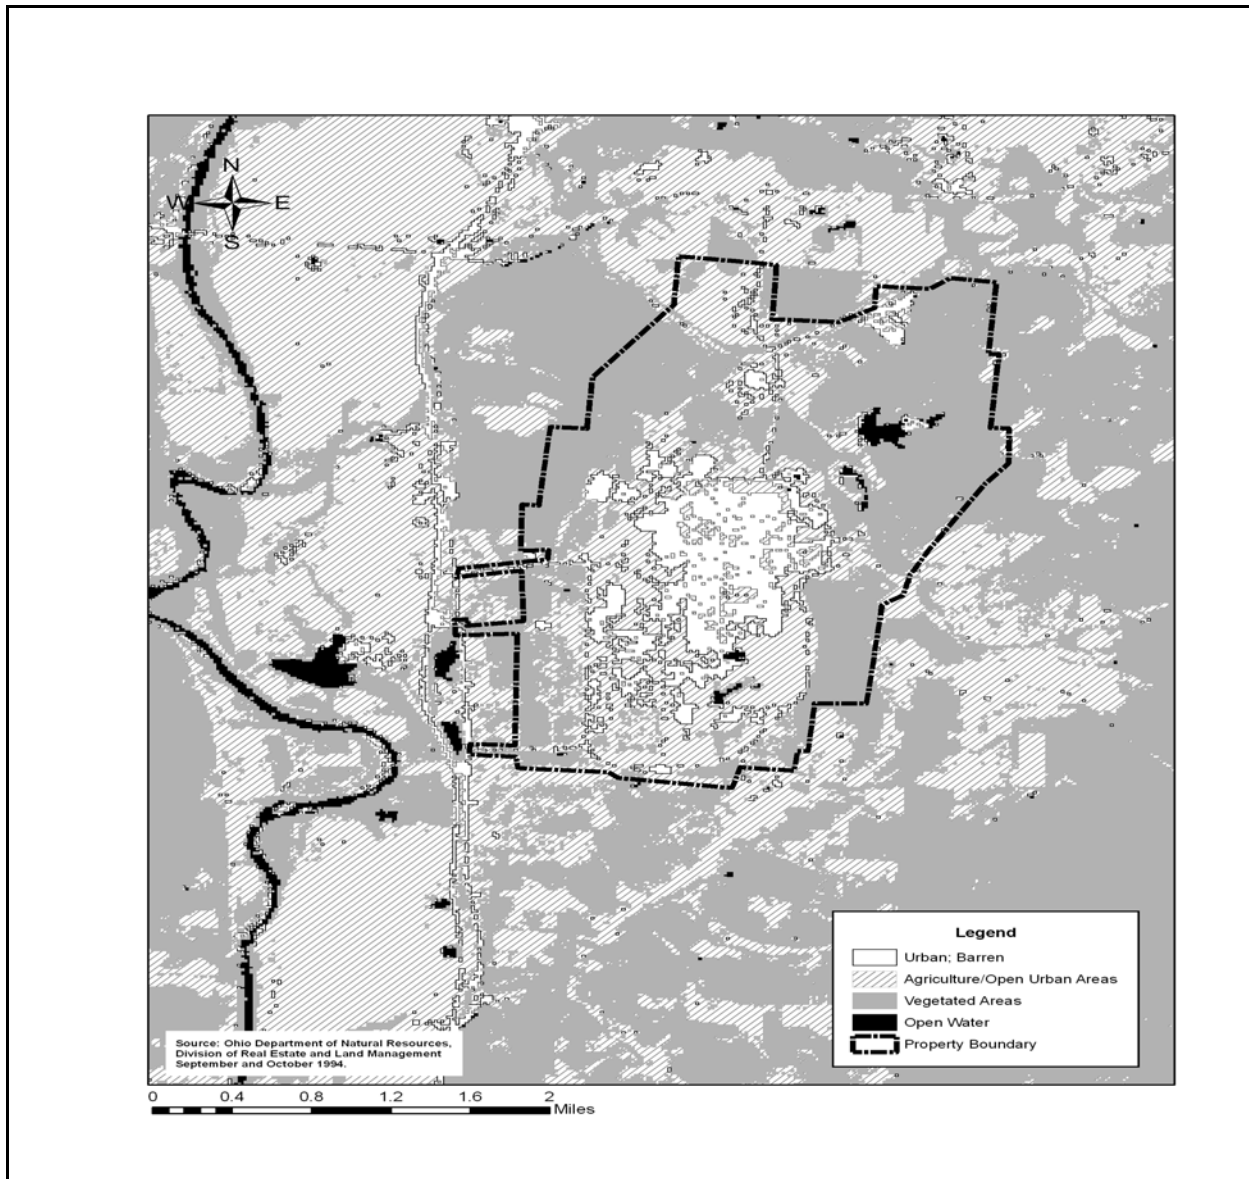 N
W E
S
Legend
Urban; Barren
Agriculture/Open Urban Areas
Vegetated Areas
Open Water
Property Boundary
Source: Ohio Department of Natural Resources,
Division of Real Estate and Land Management
September and October 1994.
0 0.4 0.8 1.2 1.6 2
Miles